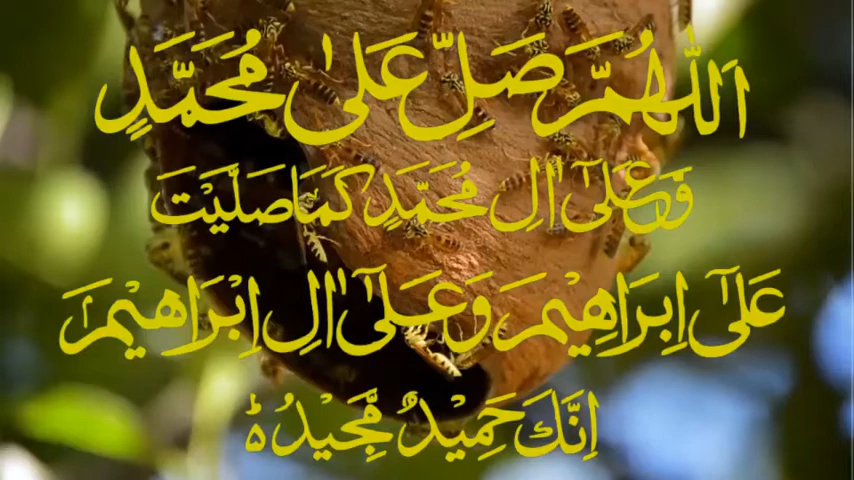 اَللّٰهُمَّ صَلِّ عَلٰى مُحَمَّدٍ
وَّعَلٰٓى اٰلِ مُحَمَّدٍ كَمَا صَلَّيْتَ
عَلٰٓى اِبْرَاهِيْمَ وَعَلٰٓى اٰلِ اِبْرَاهِيْمَ
اِنَّكَ حَمِيْدٌ مَّجِيْدٌ ؕ